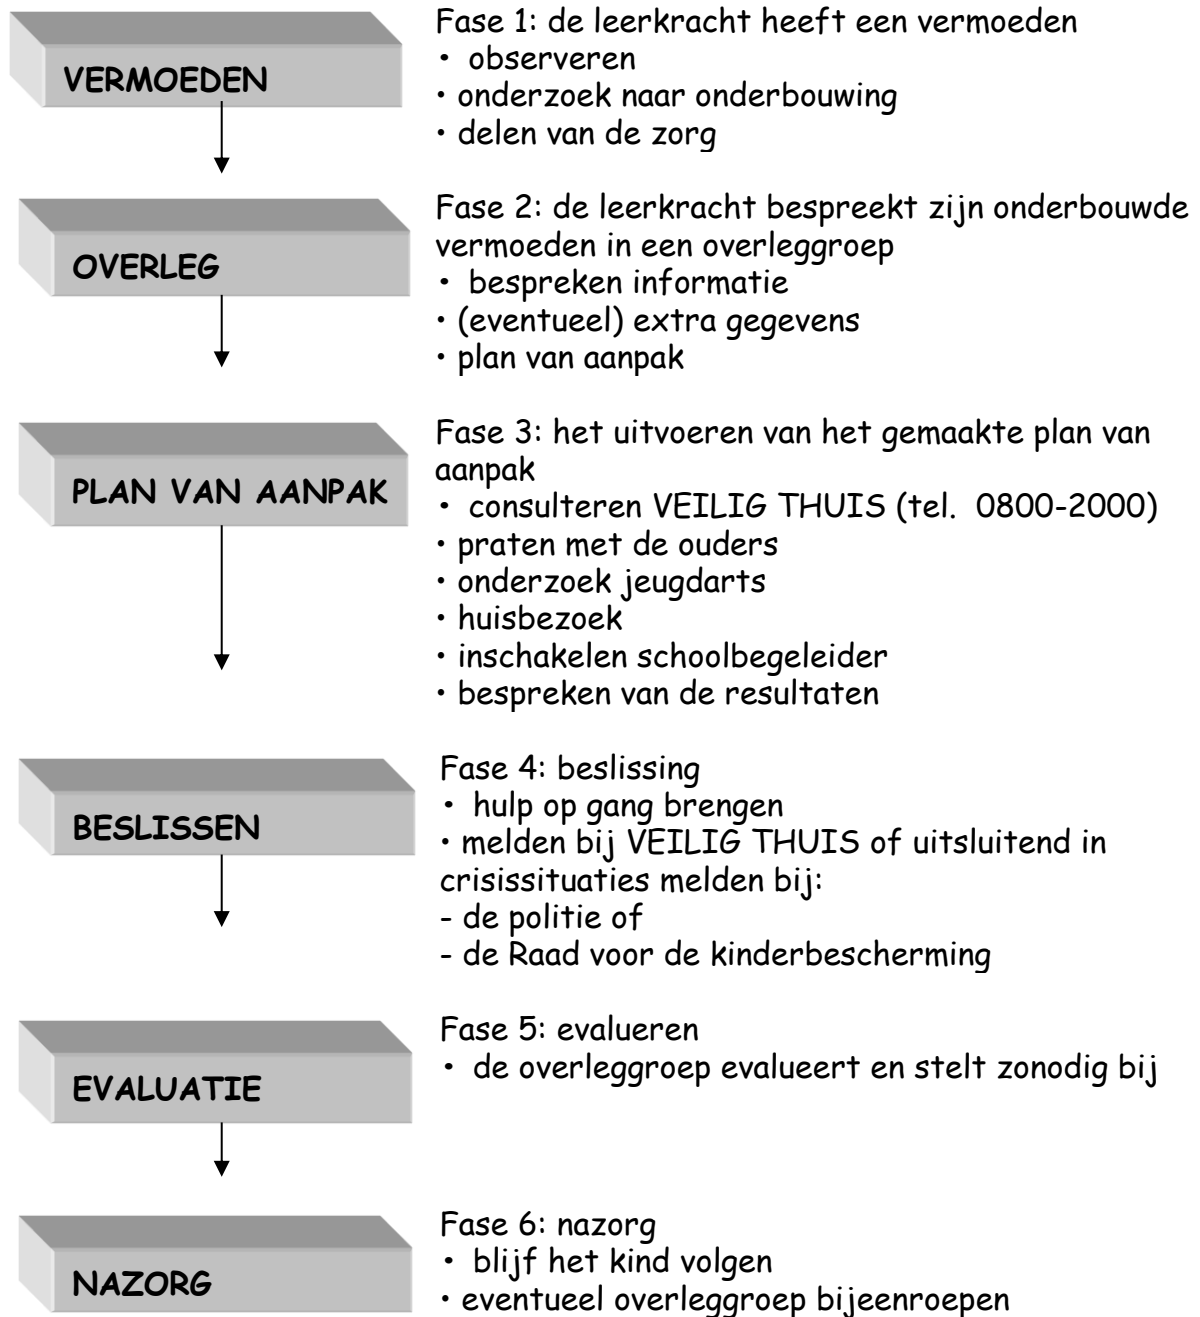 Fase 1: de leerkracht heeft een vermoeden
VERMOEDEN
• observeren
• onderzoek naar onderbouwing
• delen van de zorg
Fase 2: de leerkracht bespreekt zijn onderbouwde
vermoeden in een overleggroep
OVERLEG
• bespreken informatie
• (eventueel) extra gegevens
• plan van aanpak
Fase 3: het uitvoeren van het gemaakte plan van
aanpak
PLAN VAN AANPAK
• consulteren VEILIG THUIS (tel. 0800-2000)
• praten met de ouders
• onderzoek jeugdarts
• huisbezoek
• inschakelen schoolbegeleider
• bespreken van de resultaten
Fase 4: beslissing
BESLISSEN
• hulp op gang brengen
• melden bij VEILIG THUIS of uitsluitend in
crisissituaties melden bij:
- de politie of
- de Raad voor de kinderbescherming
Fase 5: evalueren
EVALUATIE
• de overleggroep evalueert en stelt zonodig bij
Fase 6: nazorg
NAZORG
• blijf het kind volgen
• eventueel overleggroep bijeenroepen